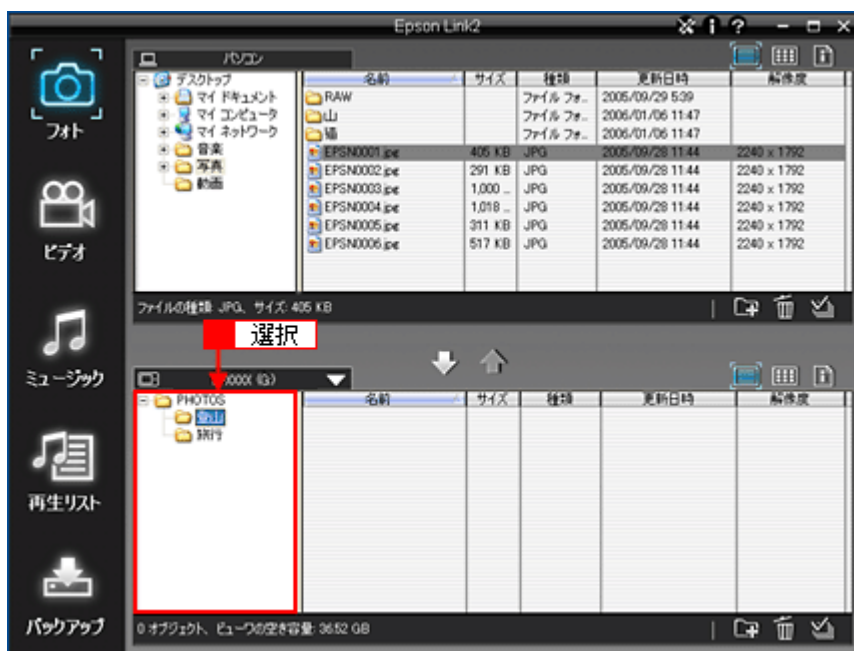 Epson Link2
フォト
ビデオ
ミュージック
再生リスト
バックアップ
パソコン
デスクトップ
マイ ドキュメント
マイ コンピュータ
マイ ネットワーク
音楽
写真
動画
名前 サイズ 種類 更新日時 解像度
RAW ファイル フォ... 2005/09/29 5:39
山 ファイル フォ... 2006/01/06 11:47
猫 ファイル フォ... 2006/01/06 11:47
EPSN0001.jpg 405 KB JPG 2005/09/28 11:44 2240 x 1792
EPSN0002.jpg 291 KB JPG 2005/09/28 11:44 2240 x 1792
EPSN0003.jpg 1,000 ... JPG 2005/09/28 11:44 2240 x 1792
EPSN0004.jpg 1,018 ... JPG 2005/09/28 11:44 2240 x 1792
EPSN0005.jpg 311 KB JPG 2005/09/28 11:44 2240 x 1792
EPSN0006.jpg 517 KB JPG 2005/09/28 11:44 2240 x 1792
ファイルの種類: JPG、サイズ: 405 KB
選択
(G:)
PHOTOS
登山
旅行
名前 サイズ 種類 更新日時 解像度
0 オブジェクト、ビューワの空き容量: 36.52 GB